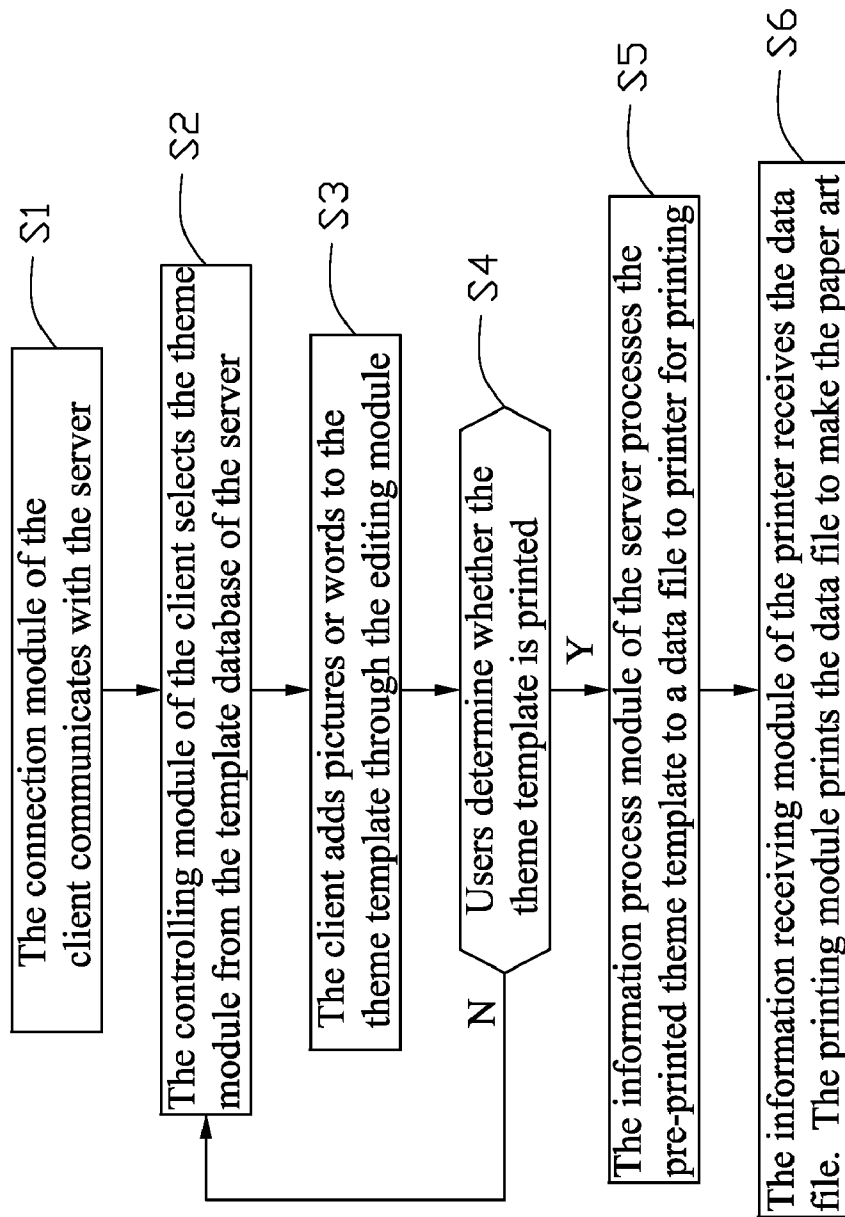 The connection module of the
client communicates with the server
S1
The controlling module of the client selects the theme
module from the template database of the server
S2
The client adds pictures or words to the
theme template through the editing module
S3
Users determine whether the
theme template is printed
S4
N
Y
The information process module of the server processes the
pre-printed theme template to a data file to printer for printing
S5
The information receiving module of the printer receives the data
file. The printing module prints the data file to make the paper art
S6